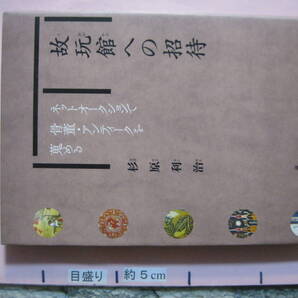 故玩館への招待
ネットオークションで
骨董・アンティークを
蒐める
杉原利治
目盛り 約5cm